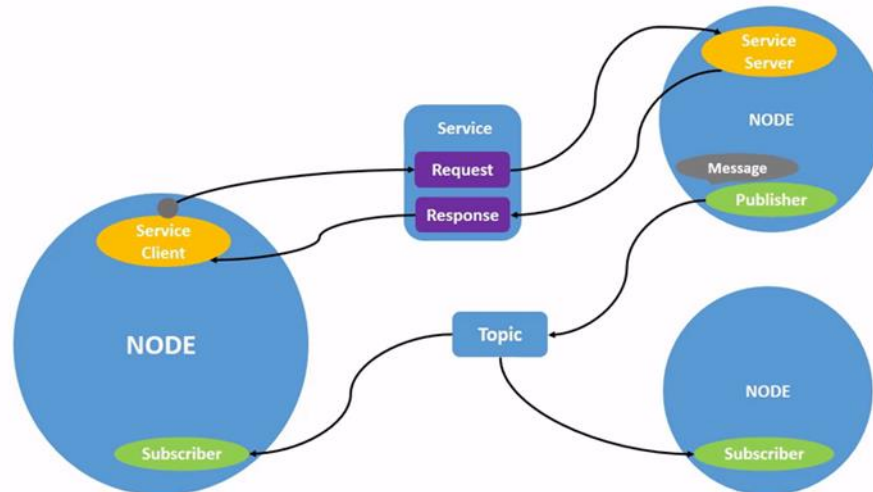 Service
Server
NODE
Message
Publisher
Service
Request
Response
Service
Client
NODE
Subscriber
Topic
NODE
Subscriber